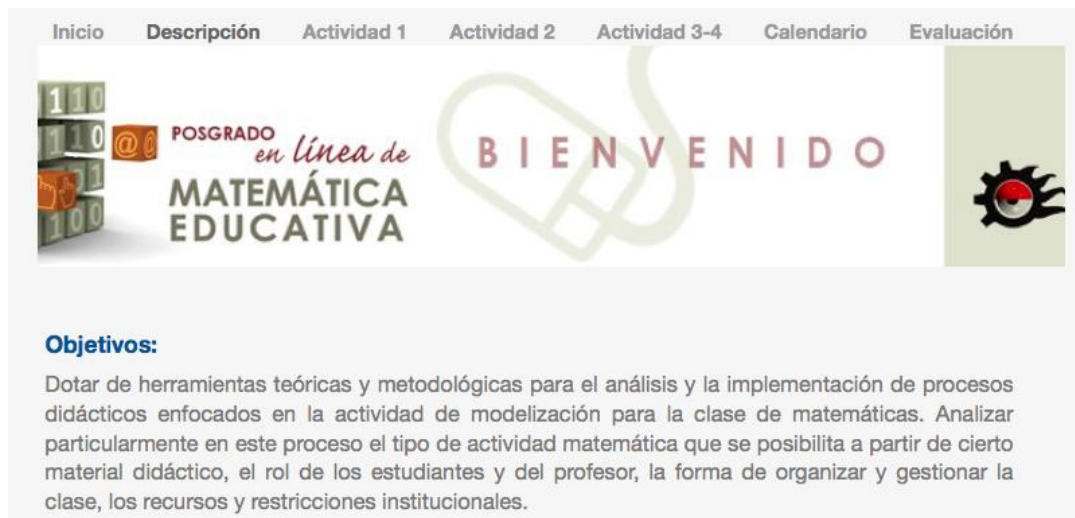 Inicio Descripción Actividad 1 Actividad 2 Actividad 3-4 Calendario Evaluación
110
110 @ @
01
100
POSGRADO
en línea de
MATEMÁTICA
EDUCATIVA
BIENVENIDO
Objetivos:
Dotar de herramientas teóricas y metodológicas para el análisis y la implementación de procesos
didácticos enfocados en la actividad de modelización para la clase de matemáticas. Analizar
particularmente en este proceso el tipo de actividad matemática que se posibilita a partir de cierto
material didáctico, el rol de los estudiantes y del profesor, la forma de organizar y gestionar la
clase, los recursos y restricciones institucionales.